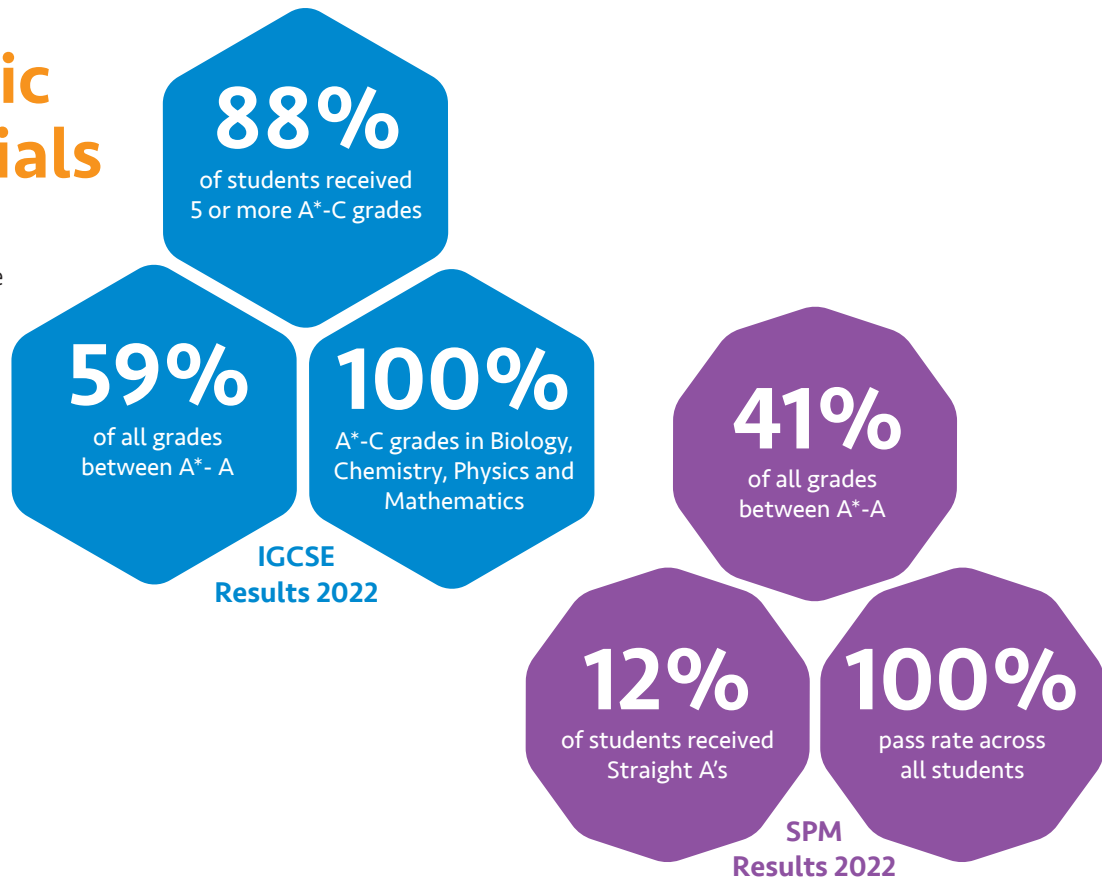 ic
ials
e
88%
of students received
5 or more A*-C grades
59%
of all grades
between A*- A
100%
A*-C grades in Biology,
Chemistry, Physics and
Mathematics
IGCSE
Results 2022
41%
of all grades
between A*-A
12%
of students received
Straight A's
100%
pass rate across
all students
SPM
Results 2022